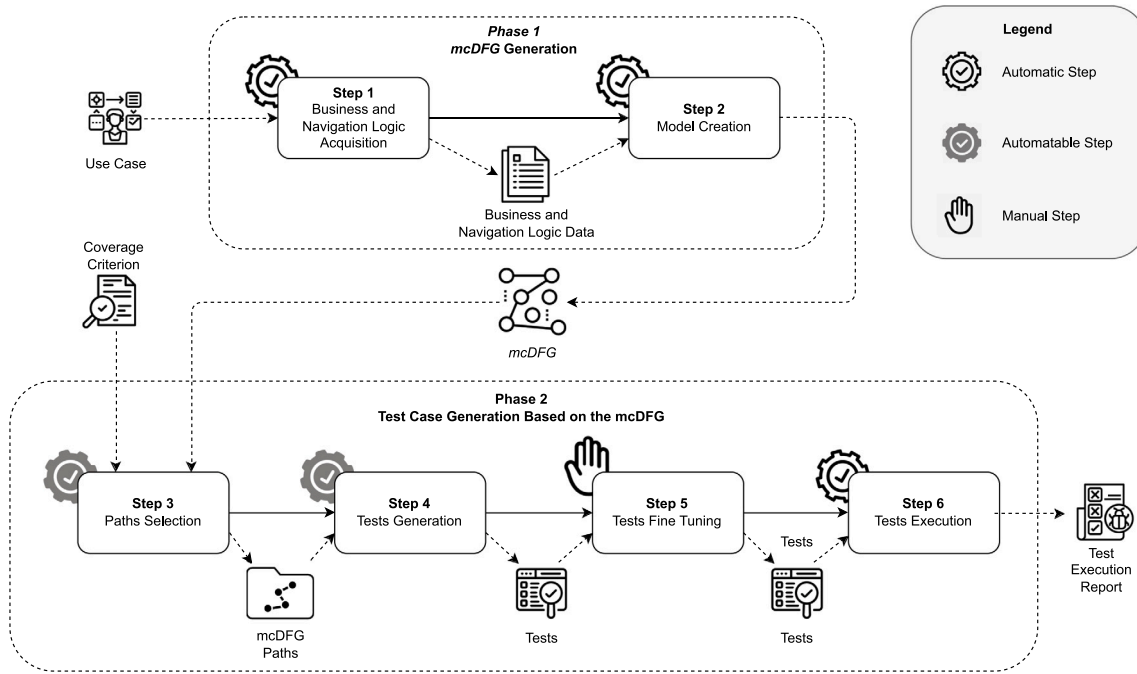 Phase 1
mcDFG Generation
Legend
Automatic Step
Automatable Step
Manual Step
Use Case
Step 1
Business and
Navigation Logic
Acquisition
Step 2
Model Creation
Business and
Navigation Logic Data
Coverage
Criterion
mcDFG
Phase 2
Test Case Generation Based on the mcDFG
Step 3
Paths Selection
Step 4
Tests Generation
Step 5
Tests Fine Tuning
Step 6
Tests Execution
Tests
mcDFG
Paths
Tests
Tests
Test
Execution
Report